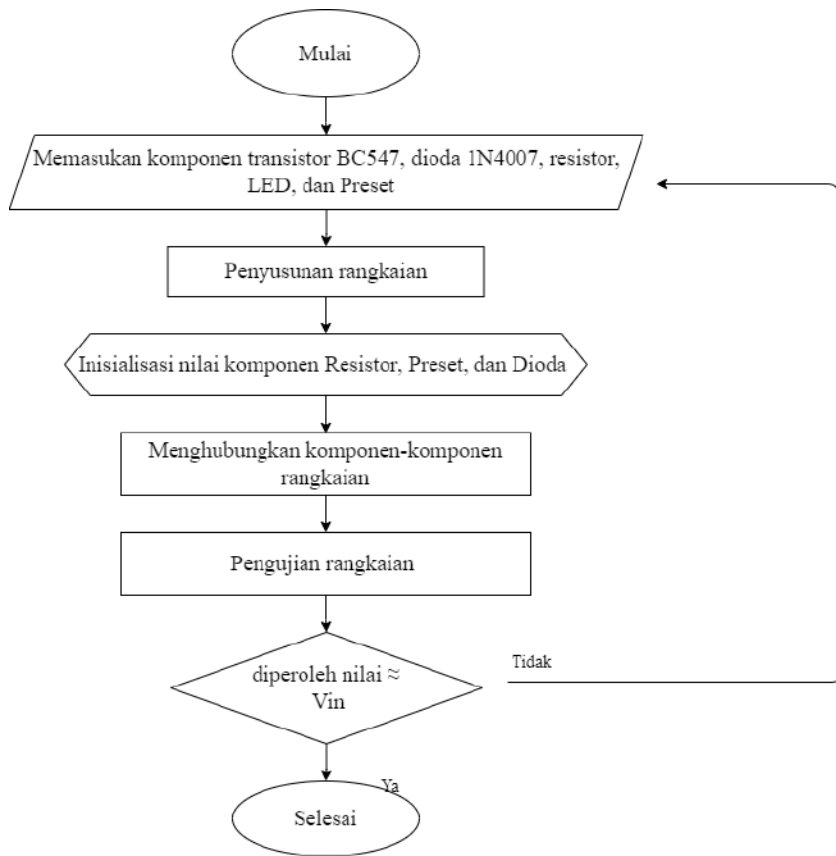 Mulai
Memasukan komponen transistor BC547, dioda 1N4007, resistor,
LED, dan Preset
Penyusunan rangkaian
Inisialisasi nilai komponen Resistor, Preset, dan Dioda
Menghubungkan komponen-komponen
rangkaian
Pengujian rangkaian
diperoleh nilai ≈
Vin
Tidak
Ya
Selesai